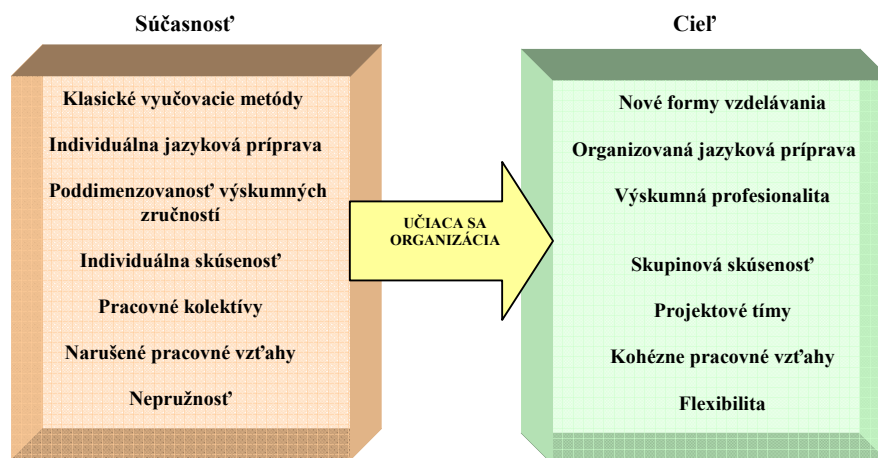 Súčasnosť
Klasické vyučovacie metódy
Individuálna jazyková príprava
Poddimenzovanosť výskumných
zručností
Individuálna skúsenosť
Pracovné kolektívy
Narušené pracovné vzťahy
Nepružnosť
UČIACA SA
ORGANIZÁCIA
Cieľ
Nové formy vzdelávania
Organizovaná jazyková príprava
Výskumná profesionalita
Skupinová skúsenosť
Projektové tímy
Kohézne pracovné vzťahy
Flexibilita